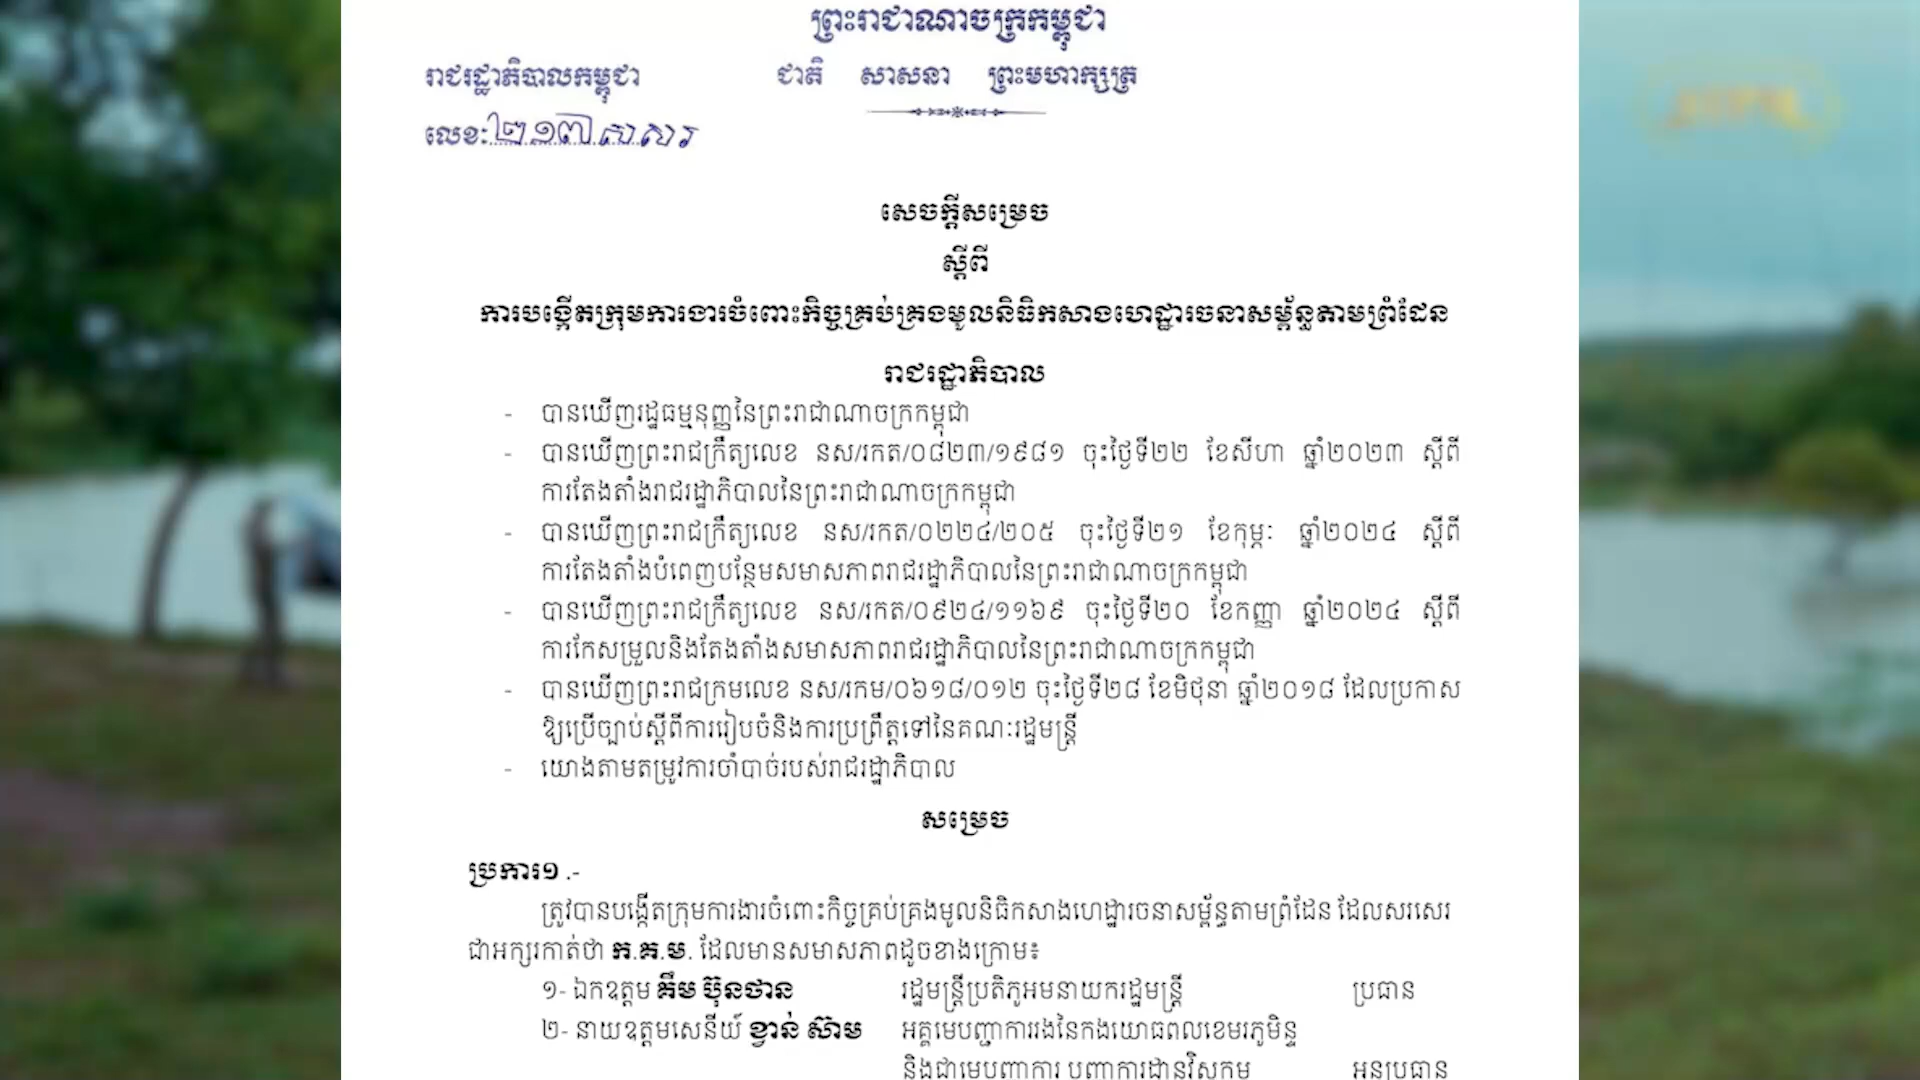 ព្រះរាជាណាចក្រកម្ពុជា
រាជរដ្ឋាភិបាលកម្ពុជា
ជាតិ សាសនា ព្រះមហាក្សត្រ
លេខៈ២១៧
សេចក្តីសម្រេច
ស្តីពី
ការបង្កើតក្រុមការងារចំពោះកិច្ចគ្រប់គ្រងមូលនិធិកសាងហេដ្ឋារចនាសម្ព័ន្ធតាមព្រំដែន
រាជរដ្ឋាភិបាល
- បានឃើញរដ្ឋធម្មនុញ្ញនៃព្រះរាជាណាចក្រកម្ពុជា
- បានឃើញព្រះរាជក្រឹត្យលេខ នស/រកត/០៨២៣/១៩៨១ ចុះថ្ងៃទី២២ ខែសីហា ឆ្នាំ២០២៣ ស្តីពី
ការតែងតាំងរាជរដ្ឋាភិបាលនៃព្រះរាជាណាចក្រកម្ពុជា
- បានឃើញព្រះរាជក្រឹត្យលេខ នស/រកត/០២២៤/២០៥ ចុះថ្ងៃទី២១ ខែកុម្ភៈ ឆ្នាំ២០២៤ ស្តីពី
ការតែងតាំងបំពេញបន្ថែមសមាសភាពរាជរដ្ឋាភិបាលនៃព្រះរាជាណាចក្រកម្ពុជា
- បានឃើញព្រះរាជក្រឹត្យលេខ នស/រកត/០៩២៤/១១៦៩ ចុះថ្ងៃទី២០ ខែកញ្ញា ឆ្នាំ២០២៤ ស្តីពី
ការកែសម្រួលនិងតែងតាំងសមាសភាពរាជរដ្ឋាភិបាលនៃព្រះរាជាណាចក្រកម្ពុជា
- បានឃើញព្រះរាជក្រមលេខ នស/រកម/០៦១៨/០១២ ចុះថ្ងៃទី២៨ ខែមិថុនា ឆ្នាំ២០១៨ ដែលប្រកាស
ឱ្យប្រើច្បាប់ស្តីពីការរៀបចំនិងការប្រព្រឹត្តទៅនៃគណៈរដ្ឋមន្ត្រី
- យោងតាមតម្រូវការចាំបាច់របស់រាជរដ្ឋាភិបាល
សម្រេច
ប្រការ១ .-
ត្រូវបានបង្កើតក្រុមការងារចំពោះកិច្ចគ្រប់គ្រងមូលនិធិកសាងហេដ្ឋារចនាសម្ព័ន្ធតាមព្រំដែន ដែលសរសេរ
ជាអក្សរកាត់ថា ក.គ.ម. ដែលមានសមាសភាពដូចខាងក្រោម៖
១- ឯកឧត្តម គឹម ប៊ុនថាន រដ្ឋមន្ត្រីប្រតិភូអមនាយករដ្ឋមន្ត្រី ប្រធាន
២- នាយឧត្តមសេនីយ៍ ខ្វាន់ ស៊ាម អគ្គមេបញ្ជាការរងនៃកងយោធពលខេមរភូមិន្ទ
និងជាមេបញ្ជាការ បញ្ជាការដ្ឋានវិស្វកម្ម អនុប្រធាន